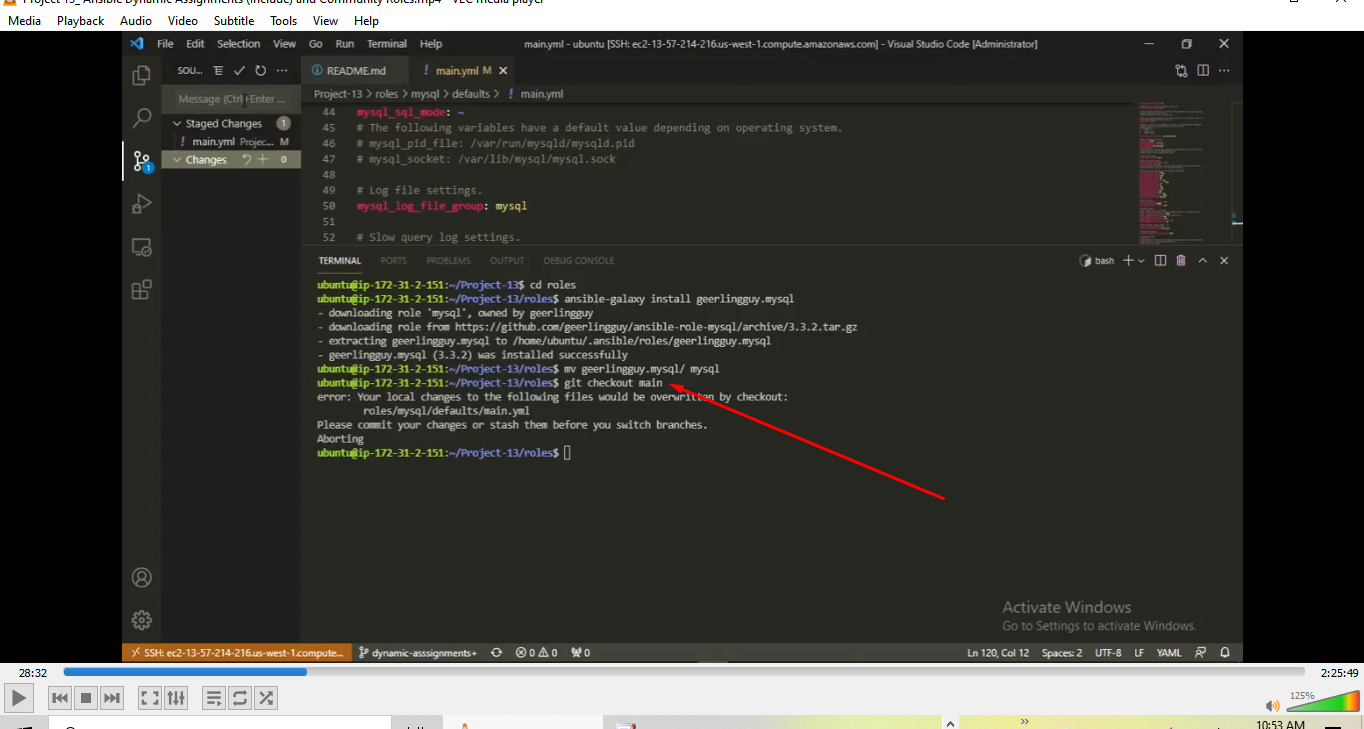 Project 13_ Ansible Dynamic Assignments (Include) and Community Roles.mp4 - VLC media player
Media Playback Audio Video Subtitle Tools View Help
File Edit Selection View Go Run Terminal Help
main.yml - ubuntu [SSH: ec2-13-57-214-216.us-west-1.compute.amazonaws.com] - Visual Studio Code [Administrator]
SOU...
README.md
! main.yml M
Message (Ctrl+Enter ...
Staged Changes 1
! main.yml Projec... M
Changes 0
1
Project-13 > roles > mysql > defaults > ! main.yml
44 mysql_sql_mode: ~
45 # The following variables have a default value depending on operating system.
46 # mysql_pid_file: /var/run/mysqld/mysqld.pid
47 # mysql_socket: /var/lib/mysql/mysql.sock
48
49 # Log file settings.
50 mysql_log_file_group: mysql
51
52 # Slow query log settings.
TERMINAL PORTS PROBLEMS OUTPUT DEBUG CONSOLE
bash
ubuntu@ip-172-31-2-151:~/Project-13$ cd roles
ubuntu@ip-172-31-2-151:~/Project-13/roles$ ansible-galaxy install geerlingguy.mysql
- downloading role 'mysql', owned by geerlingguy
- downloading role from https://github.com/geerlingguy/ansible-role-mysql/archive/3.3.2.tar.gz
- extracting geerlingguy.mysql to /home/ubuntu/.ansible/roles/geerlingguy.mysql
- geerlingguy.mysql (3.3.2) was installed successfully
ubuntu@ip-172-31-2-151:~/Project-13/roles$ mv geerlingguy.mysql/ mysql
ubuntu@ip-172-31-2-151:~/Project-13/roles$ git checkout main
error: Your local changes to the following files would be overwritten by checkout:
roles/mysql/defaults/main.yml
Please commit your changes or stash them before you switch branches.
Aborting
ubuntu@ip-172-31-2-151:~/Project-13/roles$
Activate Windows
Go to Settings to activate Windows.
SSH: ec2-13-57-214-216.us-west-1.compute... dynamic-asssignments+ 0 0 0
Ln 120, Col 12 Spaces: 2 UTF-8 LF YAML
28:32
2:25:49
125%
10:53 AM